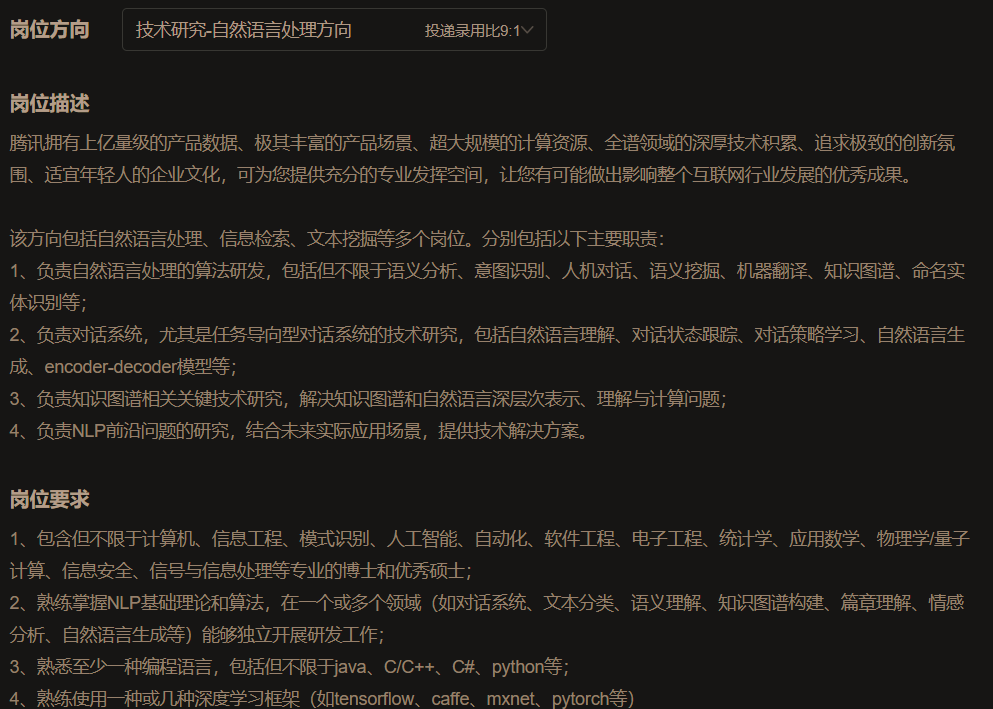 岗位方向
技术研究-自然语言处理方向 投递录用比9:1
岗位描述
腾讯拥有上亿量级的产品数据、极其丰富的产品场景、超大规模的计算资源、全谱领域的深厚技术积累、追求极致的创新氛
围、适宜年轻人的企业文化，可为您提供充分的专业发挥空间，让您有可能做出影响整个互联网行业发展的优秀成果。
该方向包括自然语言处理、信息检索、文本挖掘等多个岗位。分别包括以下主要职责：
1、负责自然语言处理的算法研发，包括但不限于语义分析、意图识别、人机对话、语义挖掘、机器翻译、知识图谱、命名实
体识别等；
2、负责对话系统，尤其是任务导向型对话系统的技术研究，包括自然语言理解、对话状态跟踪、对话策略学习、自然语言生
成、encoder-decoder模型等；
3、负责知识图谱相关关键技术研究，解决知识图谱和自然语言深层次表示、理解与计算问题；
4、负责NLP前沿问题的研究，结合未来实际应用场景，提供技术解决方案。
岗位要求
1、包含但不限于计算机、信息工程、模式识别、人工智能、自动化、软件工程、电子工程、统计学、应用数学、物理学/量子
计算、信息安全、信号与信息处理等专业的博士和优秀硕士；
2、熟练掌握NLP基础理论和算法，在一个或多个领域（如对话系统、文本分类、语义理解、知识图谱构建、篇章理解、情感
分析、自然语言生成等）能够独立开展研发工作；
3、熟悉至少一种编程语言，包括但不限于java、C/C++、C#、python等；
4、熟练使用一种或几种深度学习框架（如tensorflow、caffe、mxnet、pytorch等）